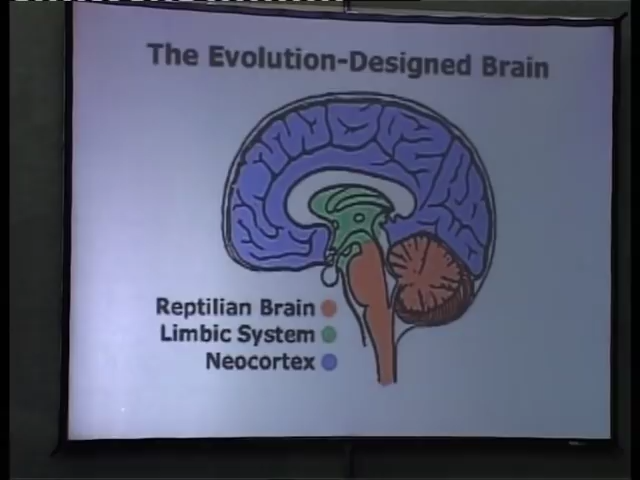 The Evolution-Designed Brain
Reptilian Brain
Limbic System
Neocortex